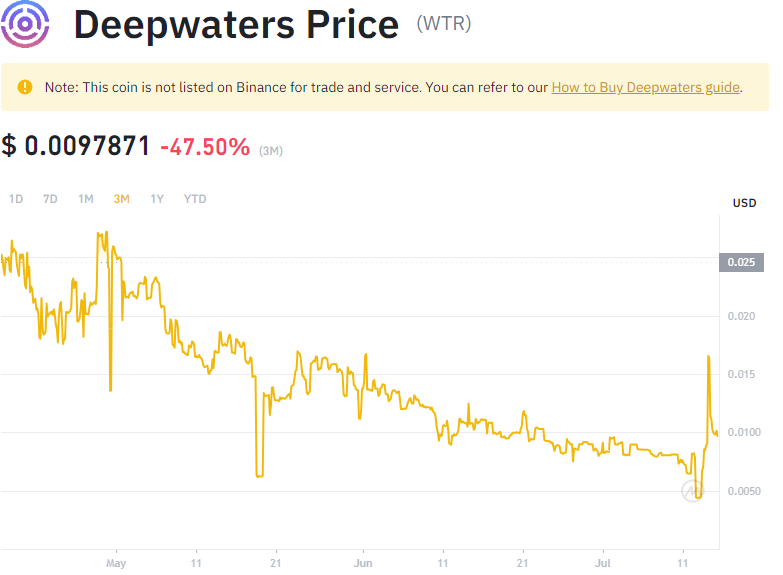 Deepwaters Price (WTR)
Note: This coin is not listed on Binance for trade and service. You can refer to our How to Buy Deepwaters guide.
$ 0.0097871 -47.50% (3M)
1D 7D 1M 3M 1Y YTD
USD
0.025
0.020
0.015
0.0100
0.0050
May 11 21 Jun 11 21 Jul 11